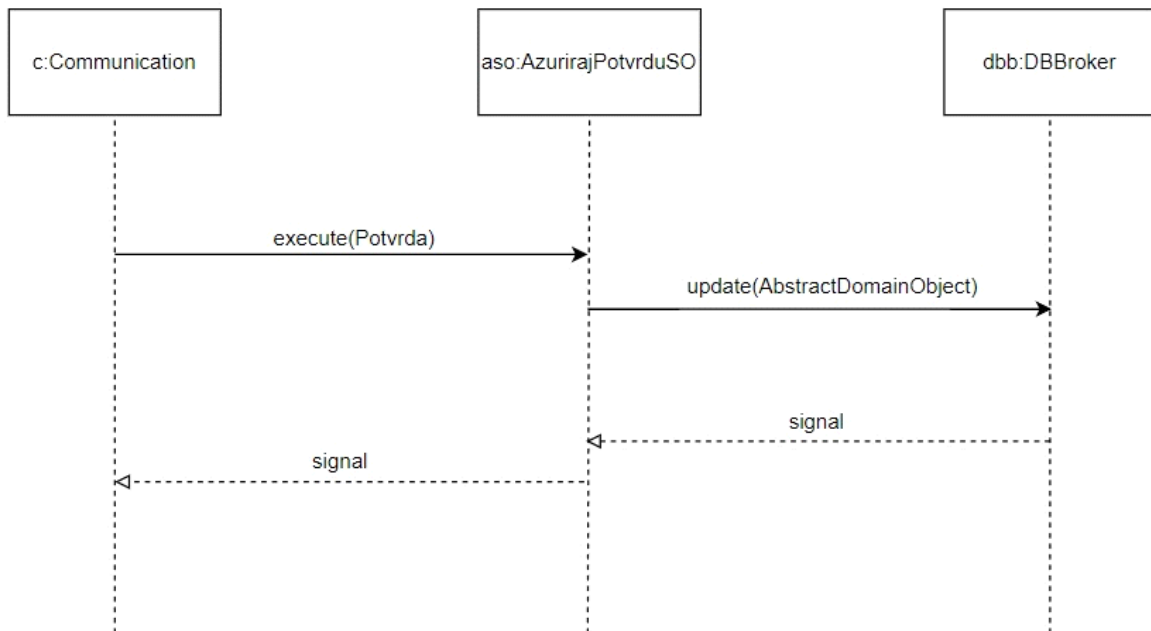 c:Communication
aso:AzurirajPotvrduSO
dbb:DBBroker
execute(Potvrda)
update(AbstractDomainObject)
signal
signal